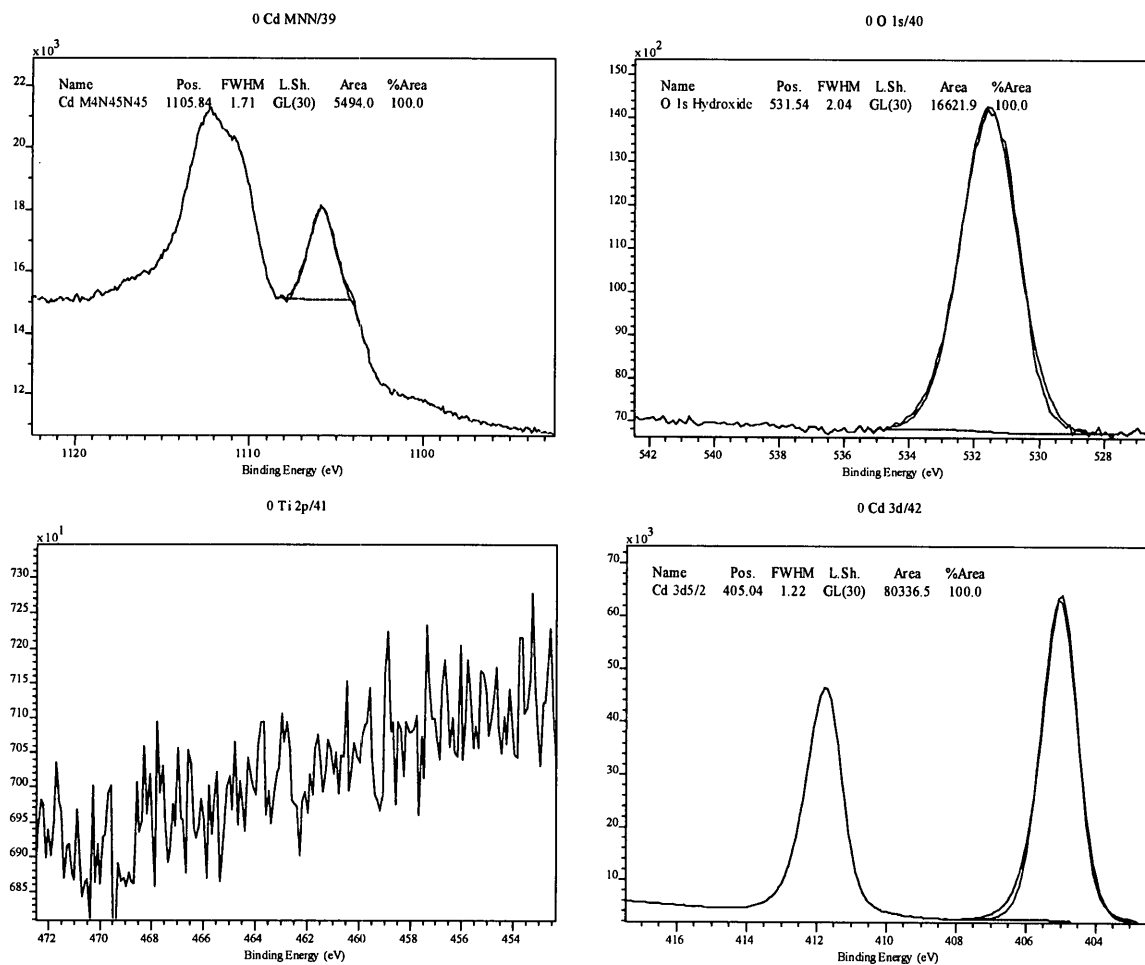 0 Cd MNN/39
x10³
Name Pos. FWHM L.Sh. Area %Area
Cd M4N45N45 1105.84 1.71 GL(30) 5494.0 100.0
22
20
18
16
14
12
1120 1110 1100
Binding Energy (eV)
0 O 1s/40
x10²
Name Pos. FWHM L.Sh. Area %Area
O 1s Hydroxide 531.54 2.04 GL(30) 16621.9 100.0
150
140
130
120
110
100
90
80
70
542 540 538 536 534 532 530 528
Binding Energy (eV)
0 Ti 2p/41
x10¹
730
725
720
715
710
705
700
695
690
685
472 470 468 466 464 462 460 458 456 454
Binding Energy (eV)
0 Cd 3d/42
x10³
Name Pos. FWHM L.Sh. Area %Area
Cd 3d5/2 405.04 1.22 GL(30) 80336.5 100.0
70
60
50
40
30
20
10
416 414 412 410 408 406 404
Binding Energy (eV)